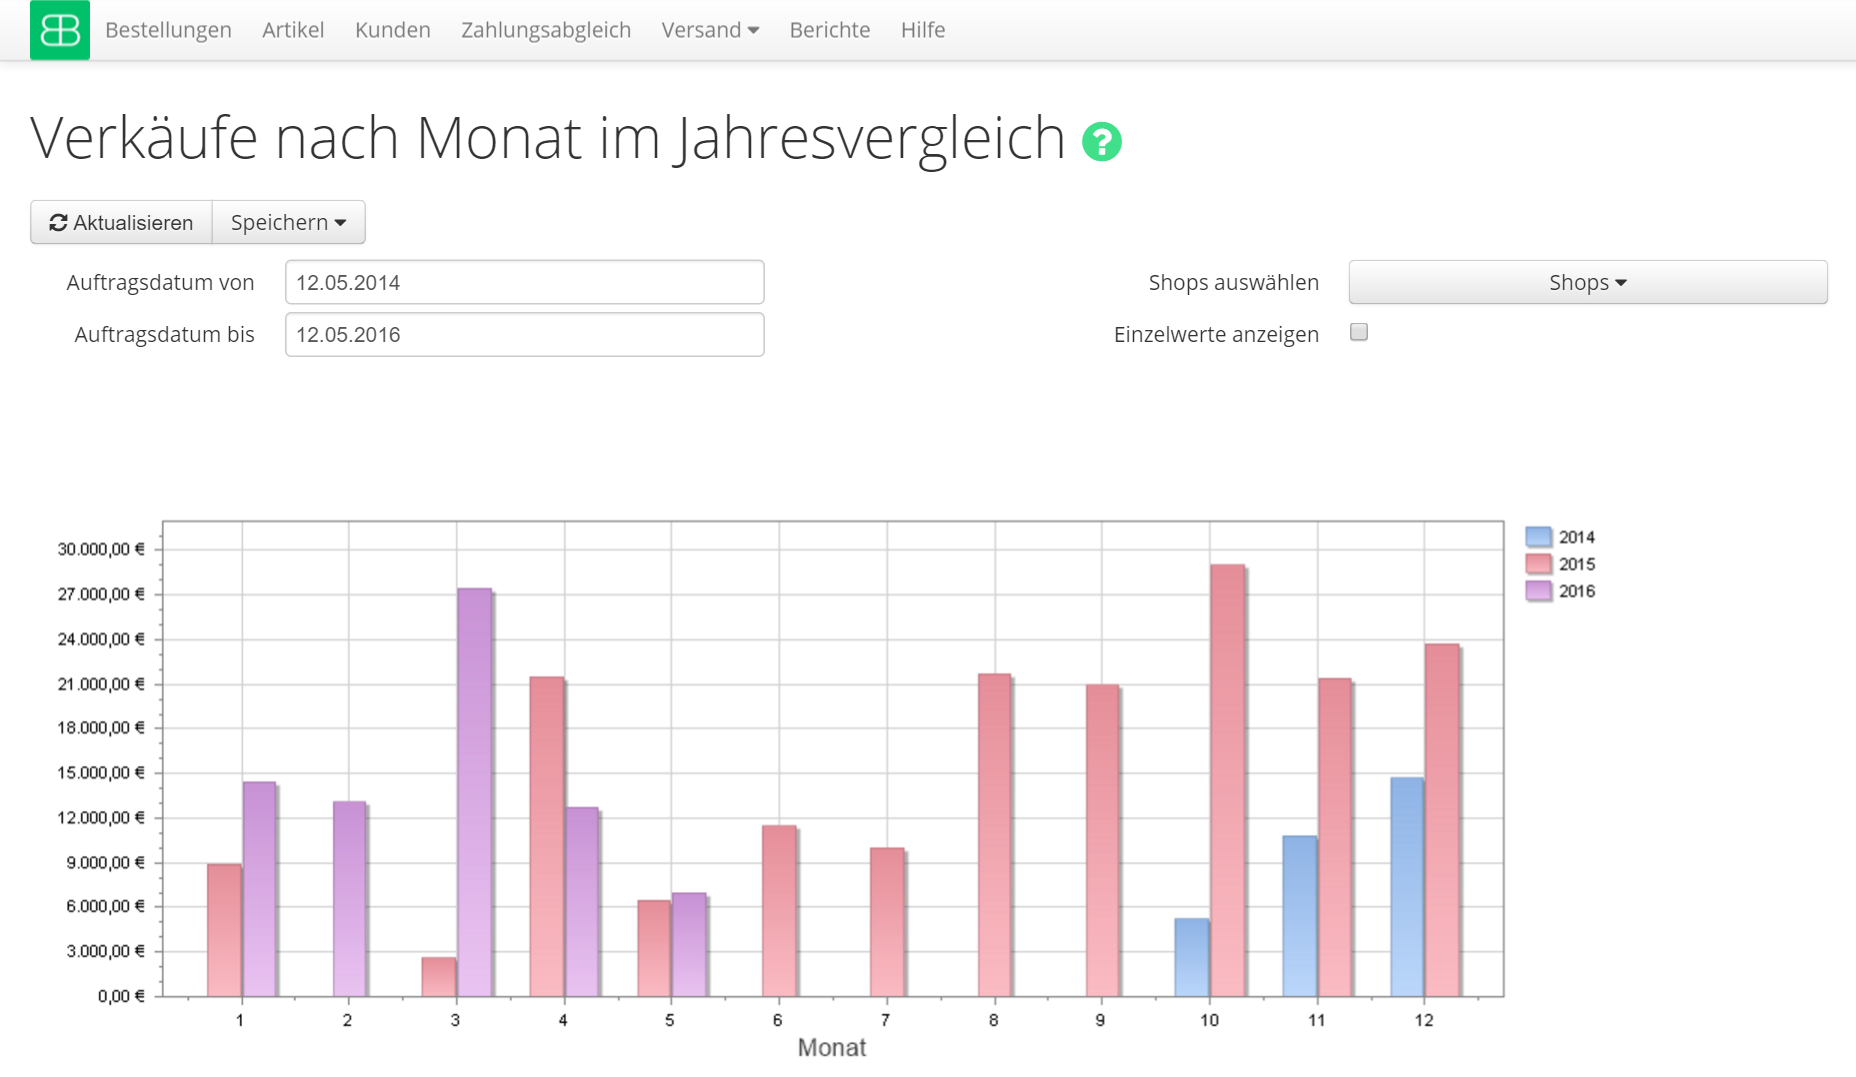 Bestellungen Artikel Kunden Zahlungsabgleich Versand Berichte Hilfe
Verkäufe nach Monat im Jahresvergleich ?
Aktualisieren Speichern
Auftragsdatum von 12.05.2014 Shops auswählen Shops
Auftragsdatum bis 12.05.2016 Einzelwerte anzeigen
30.000,00 €
27.000,00 €
24.000,00 €
21.000,00 €
18.000,00 €
15.000,00 €
12.000,00 €
9.000,00 €
6.000,00 €
3.000,00 €
0,00 €
1 2 3 4 5 6 7 8 9 10 11 12
Monat
2014
2015
2016